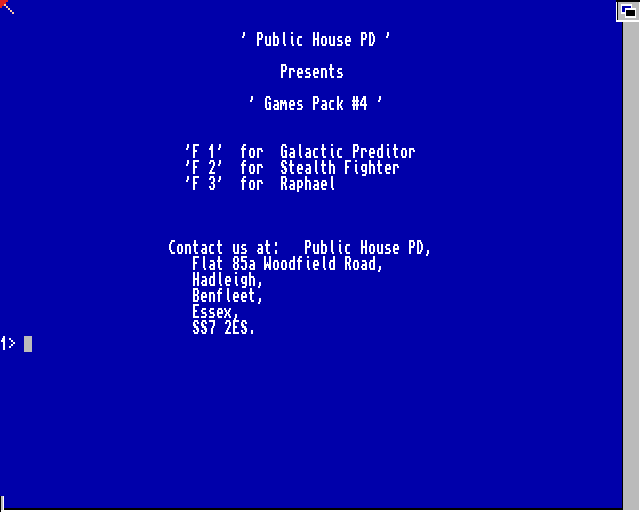 ' Public House PD '
Presents
' Games Pack #4 '
'F 1' for Galactic Preditor
'F 2' for Stealth Fighter
'F 3' for Raphael
Contact us at: Public House PD,
Flat 85a Woodfield Road,
Hadleigh,
Benfleet,
Essex,
SS7 2ES.
1>